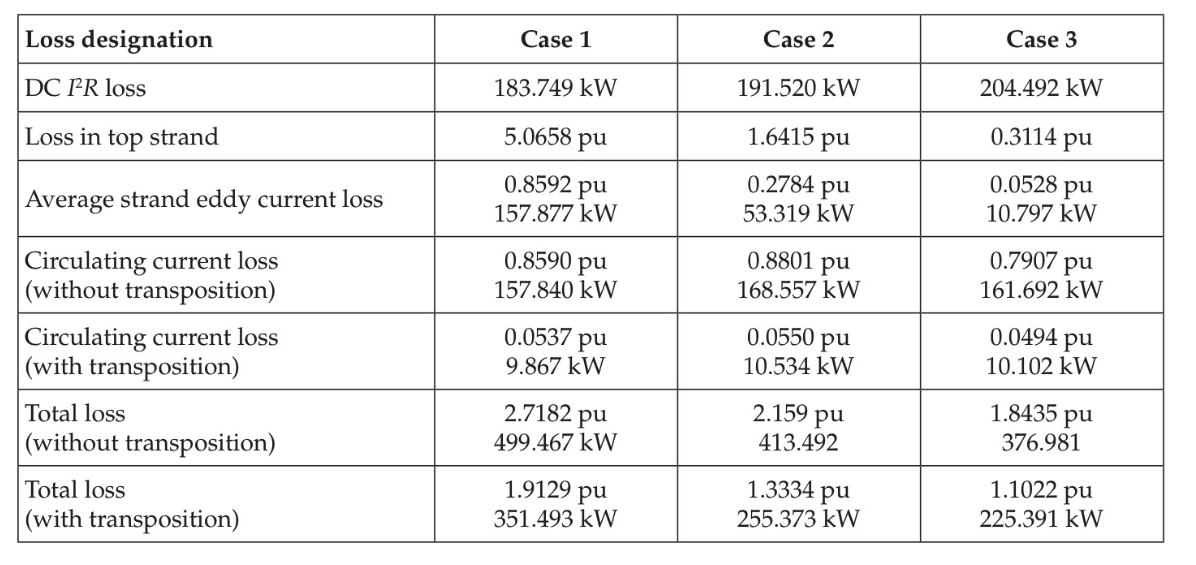 Loss designation Case 1 Case 2 Case 3
DC I²R loss 183.749 kW 191.520 kW 204.492 kW
Loss in top strand 5.0658 pu 1.6415 pu 0.3114 pu
Average strand eddy current loss 0.8592 pu 0.2784 pu 0.0528 pu
157.877 kW 53.319 kW 10.797 kW
Circulating current loss 0.8590 pu 0.8801 pu 0.7907 pu
(without transposition) 157.840 kW 168.557 kW 161.692 kW
Circulating current loss 0.0537 pu 0.0550 pu 0.0494 pu
(with transposition) 9.867 kW 10.534 kW 10.102 kW
Total loss 2.7182 pu 2.159 pu 1.8435 pu
(without transposition) 499.467 kW 413.492 376.981
Total loss 1.9129 pu 1.3334 pu 1.1022 pu
(with transposition) 351.493 kW 255.373 kW 225.391 kW